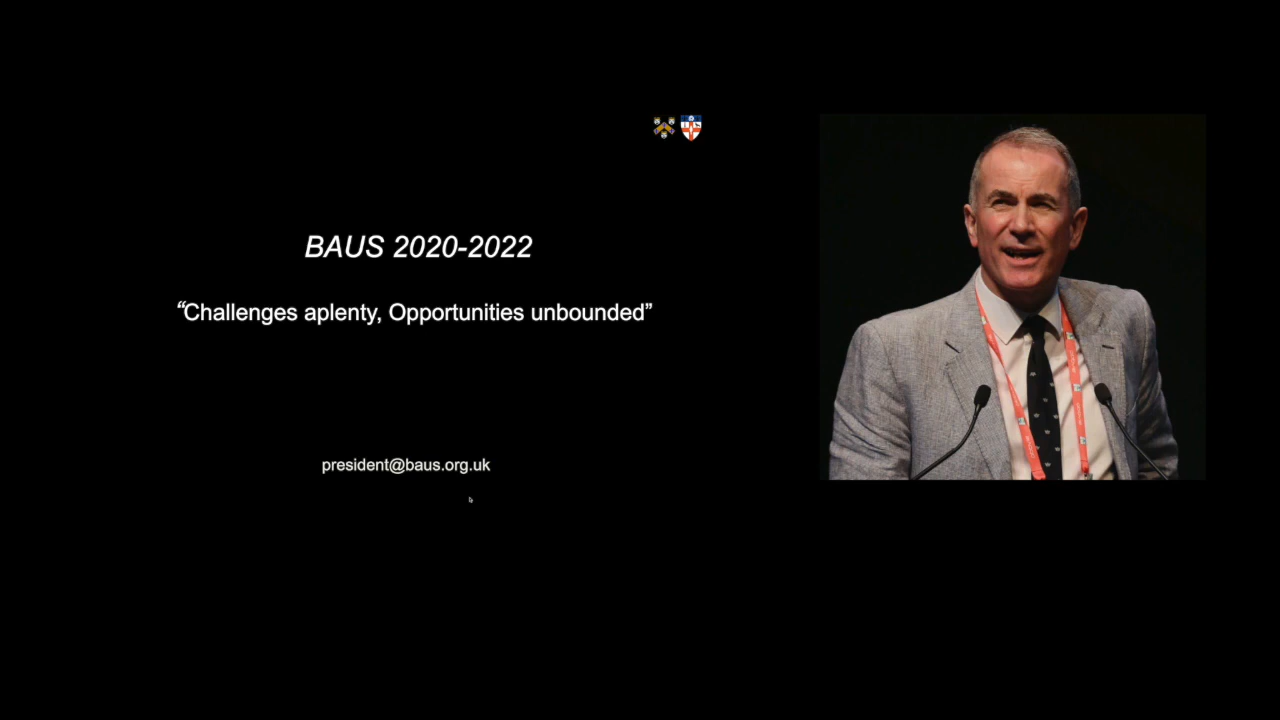 BAUS 2020-2022
“Challenges aplenty, Opportunities unbounded”
president@baus.org.uk